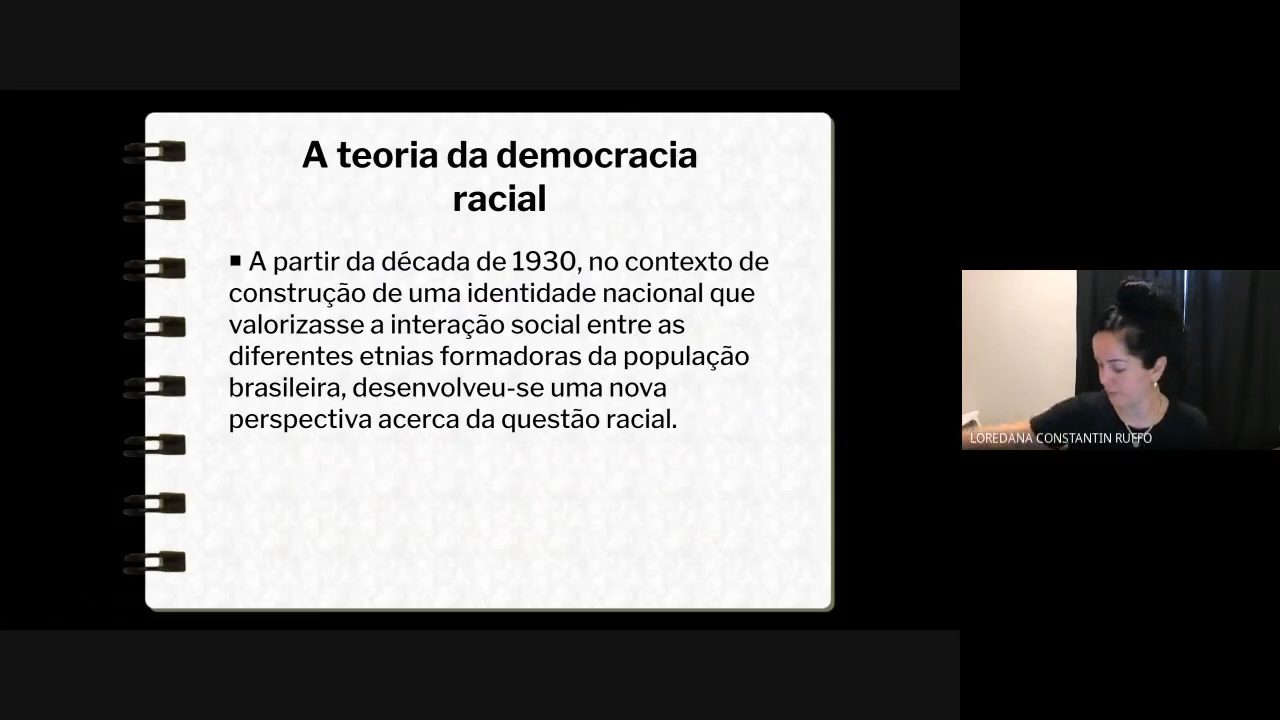 A teoria da democracia
racial
▪ A partir da década de 1930, no contexto de
construção de uma identidade nacional que
valorizasse a interação social entre as
diferentes etnias formadoras da população
brasileira, desenvolveu-se uma nova
perspectiva acerca da questão racial.
LOREDANA CONSTANTIN RUFFO